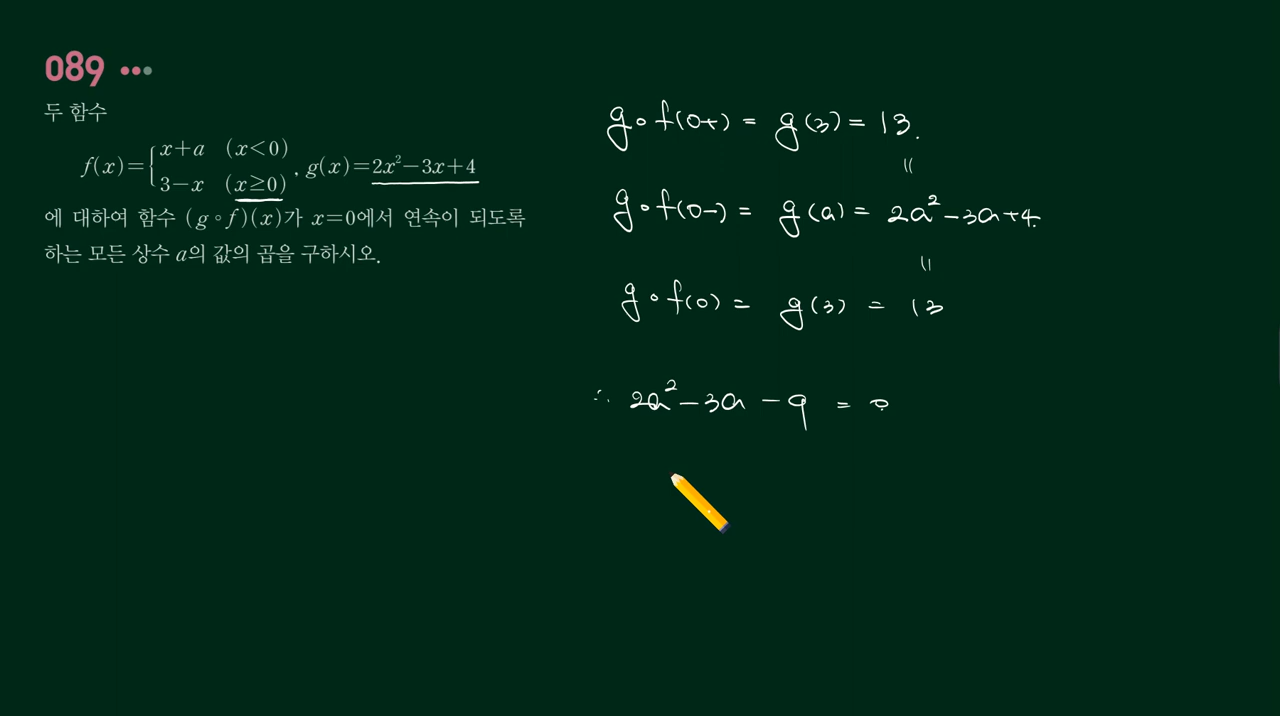 089
두 함수
f(x)={x+a (x<0)
3-x (x≥0), g(x)=2x²-3x+4
에 대하여 함수 (g∘f)(x)가 x=0에서 연속이 되도록
하는 모든 상수 a의 값의 곱을 구하시오.
g∘f(0+) = g(3) = 13.
=
g∘f(0-) = g(a) = 2a²-3a+4.
=
g∘f(0) = g(3) = 13
∴ 2a²-3a-9 = 0